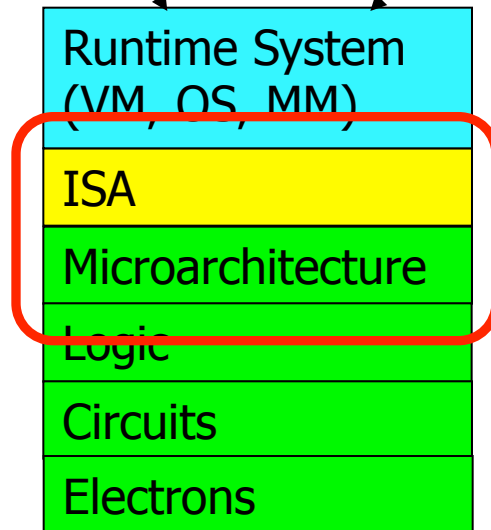 Runtime System
(VM, OS, MM)
ISA
Microarchitecture
Logic
Circuits
Electrons